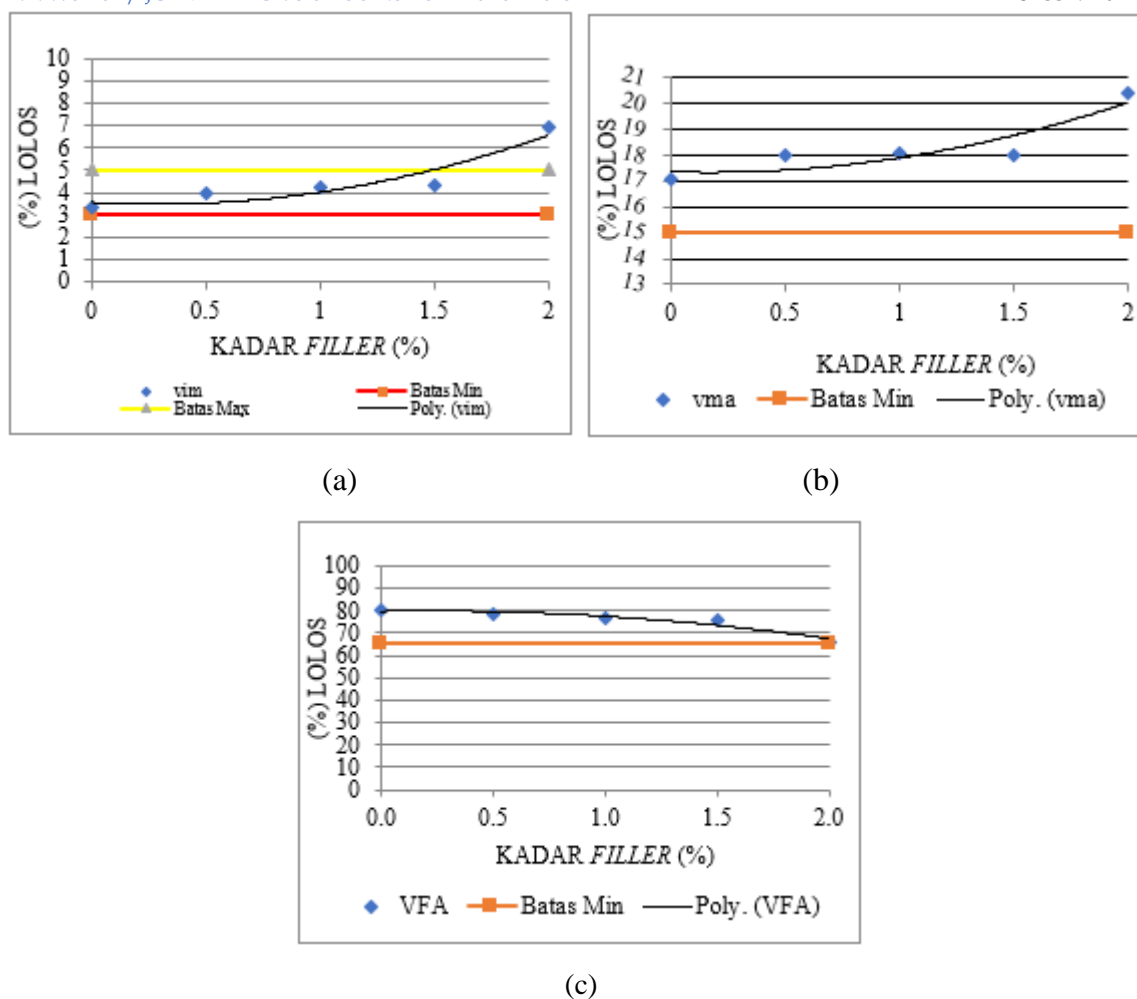 10
9
8
7
6
5
4
3
2
1
0
(%) LOLOS
0 0.5 1 1.5 2
KADAR FILLER (%)
vim Batas Min
Batas Max Poly. (vim)
(a)
21
20
19
18
17
16
15
14
13
(%) LOLOS
0 0.5 1 1.5 2
KADAR FILLER (%)
vma Batas Min Poly. (vma)
(b)
100
90
80
70
60
50
40
30
20
10
0
(%) LOLOS
0.0 0.5 1.0 1.5 2.0
KADAR FILLER (%)
VFA Batas Min Poly. (VFA)
(c)